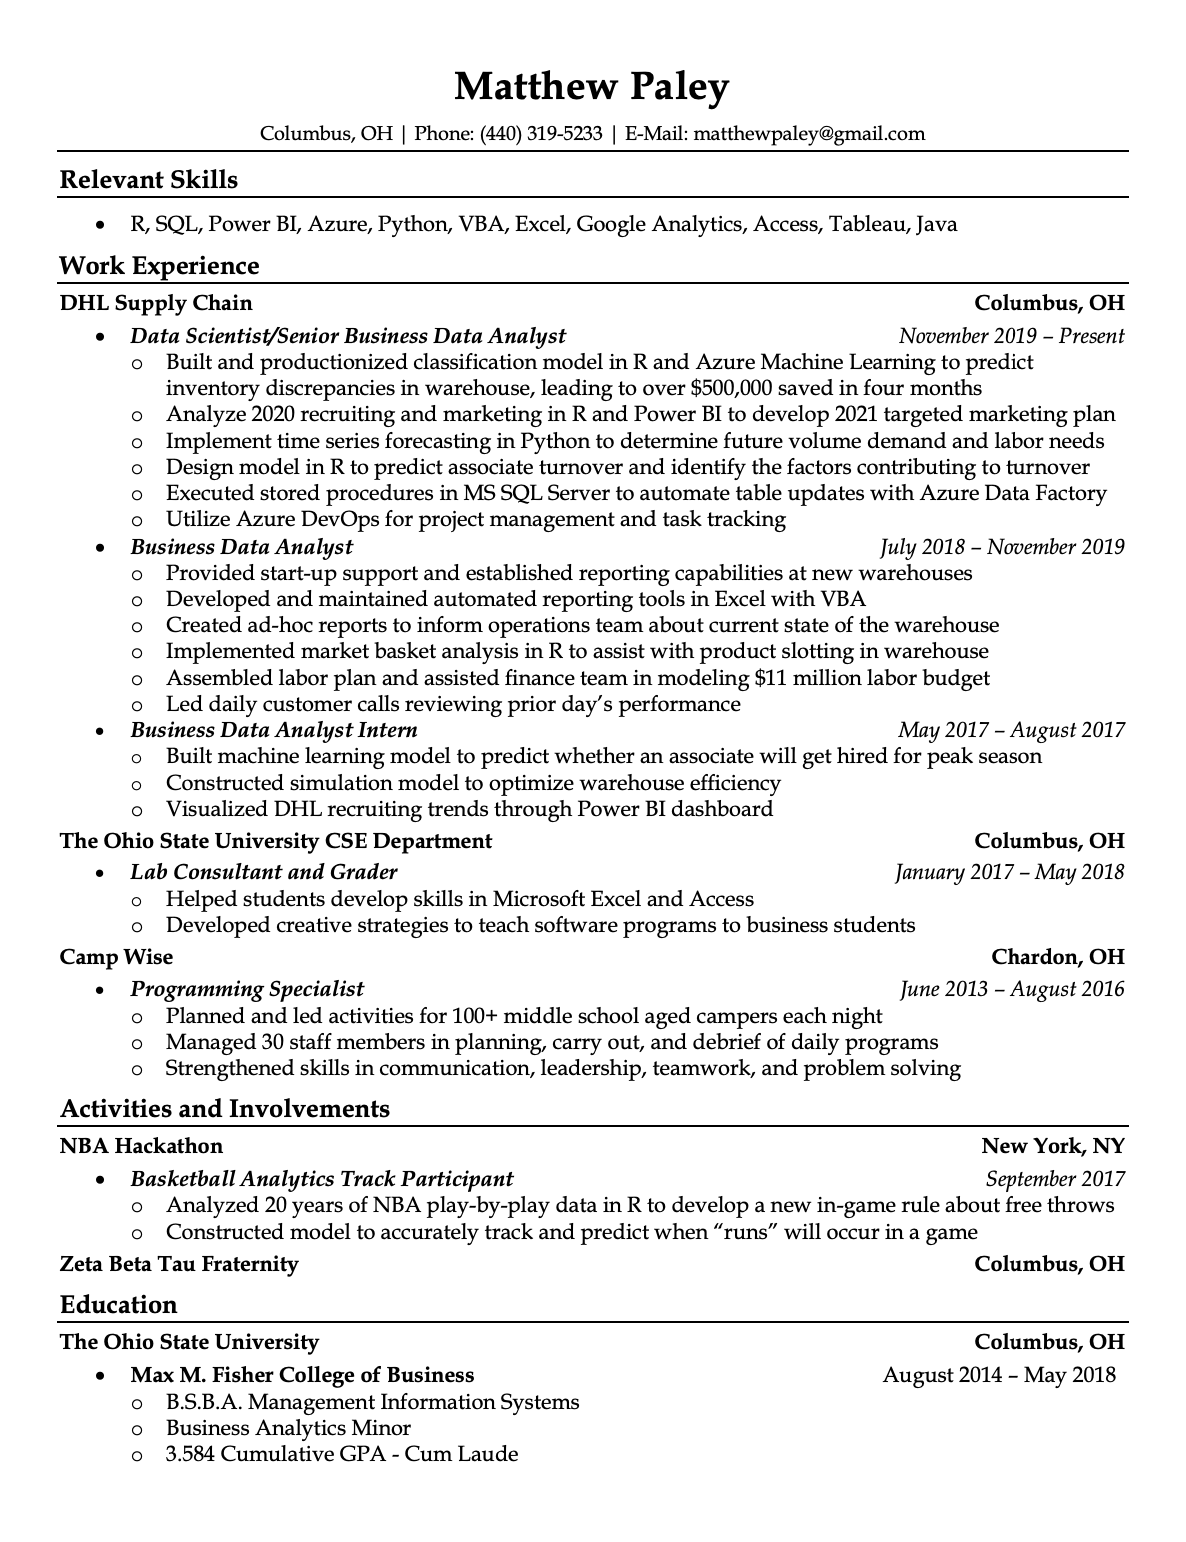 Matthew Paley
Columbus, OH | Phone: (440) 319-5233 | E-Mail: matthewpaley@gmail.com
Relevant Skills
• R, SQL, Power BI, Azure, Python, VBA, Excel, Google Analytics, Access, Tableau, Java
Work Experience
DHL Supply Chain Columbus, OH
• Data Scientist/Senior Business Data Analyst November 2019 – Present
o Built and productionized classification model in R and Azure Machine Learning to predict
inventory discrepancies in warehouse, leading to over $500,000 saved in four months
o Analyze 2020 recruiting and marketing in R and Power BI to develop 2021 targeted marketing plan
o Implement time series forecasting in Python to determine future volume demand and labor needs
o Design model in R to predict associate turnover and identify the factors contributing to turnover
o Executed stored procedures in MS SQL Server to automate table updates with Azure Data Factory
o Utilize Azure DevOps for project management and task tracking
• Business Data Analyst July 2018 – November 2019
o Provided start-up support and established reporting capabilities at new warehouses
o Developed and maintained automated reporting tools in Excel with VBA
o Created ad-hoc reports to inform operations team about current state of the warehouse
o Implemented market basket analysis in R to assist with product slotting in warehouse
o Assembled labor plan and assisted finance team in modeling $11 million labor budget
o Led daily customer calls reviewing prior day’s performance
• Business Data Analyst Intern May 2017 – August 2017
o Built machine learning model to predict whether an associate will get hired for peak season
o Constructed simulation model to optimize warehouse efficiency
o Visualized DHL recruiting trends through Power BI dashboard
The Ohio State University CSE Department Columbus, OH
• Lab Consultant and Grader January 2017 – May 2018
o Helped students develop skills in Microsoft Excel and Access
o Developed creative strategies to teach software programs to business students
Camp Wise Chardon, OH
• Programming Specialist June 2013 – August 2016
o Planned and led activities for 100+ middle school aged campers each night
o Managed 30 staff members in planning, carry out, and debrief of daily programs
o Strengthened skills in communication, leadership, teamwork, and problem solving
Activities and Involvements
NBA Hackathon New York, NY
• Basketball Analytics Track Participant September 2017
o Analyzed 20 years of NBA play-by-play data in R to develop a new in-game rule about free throws
o Constructed model to accurately track and predict when “runs” will occur in a game
Zeta Beta Tau Fraternity Columbus, OH
Education
The Ohio State University Columbus, OH
• Max M. Fisher College of Business August 2014 – May 2018
o B.S.B.A. Management Information Systems
o Business Analytics Minor
o 3.584 Cumulative GPA - Cum Laude